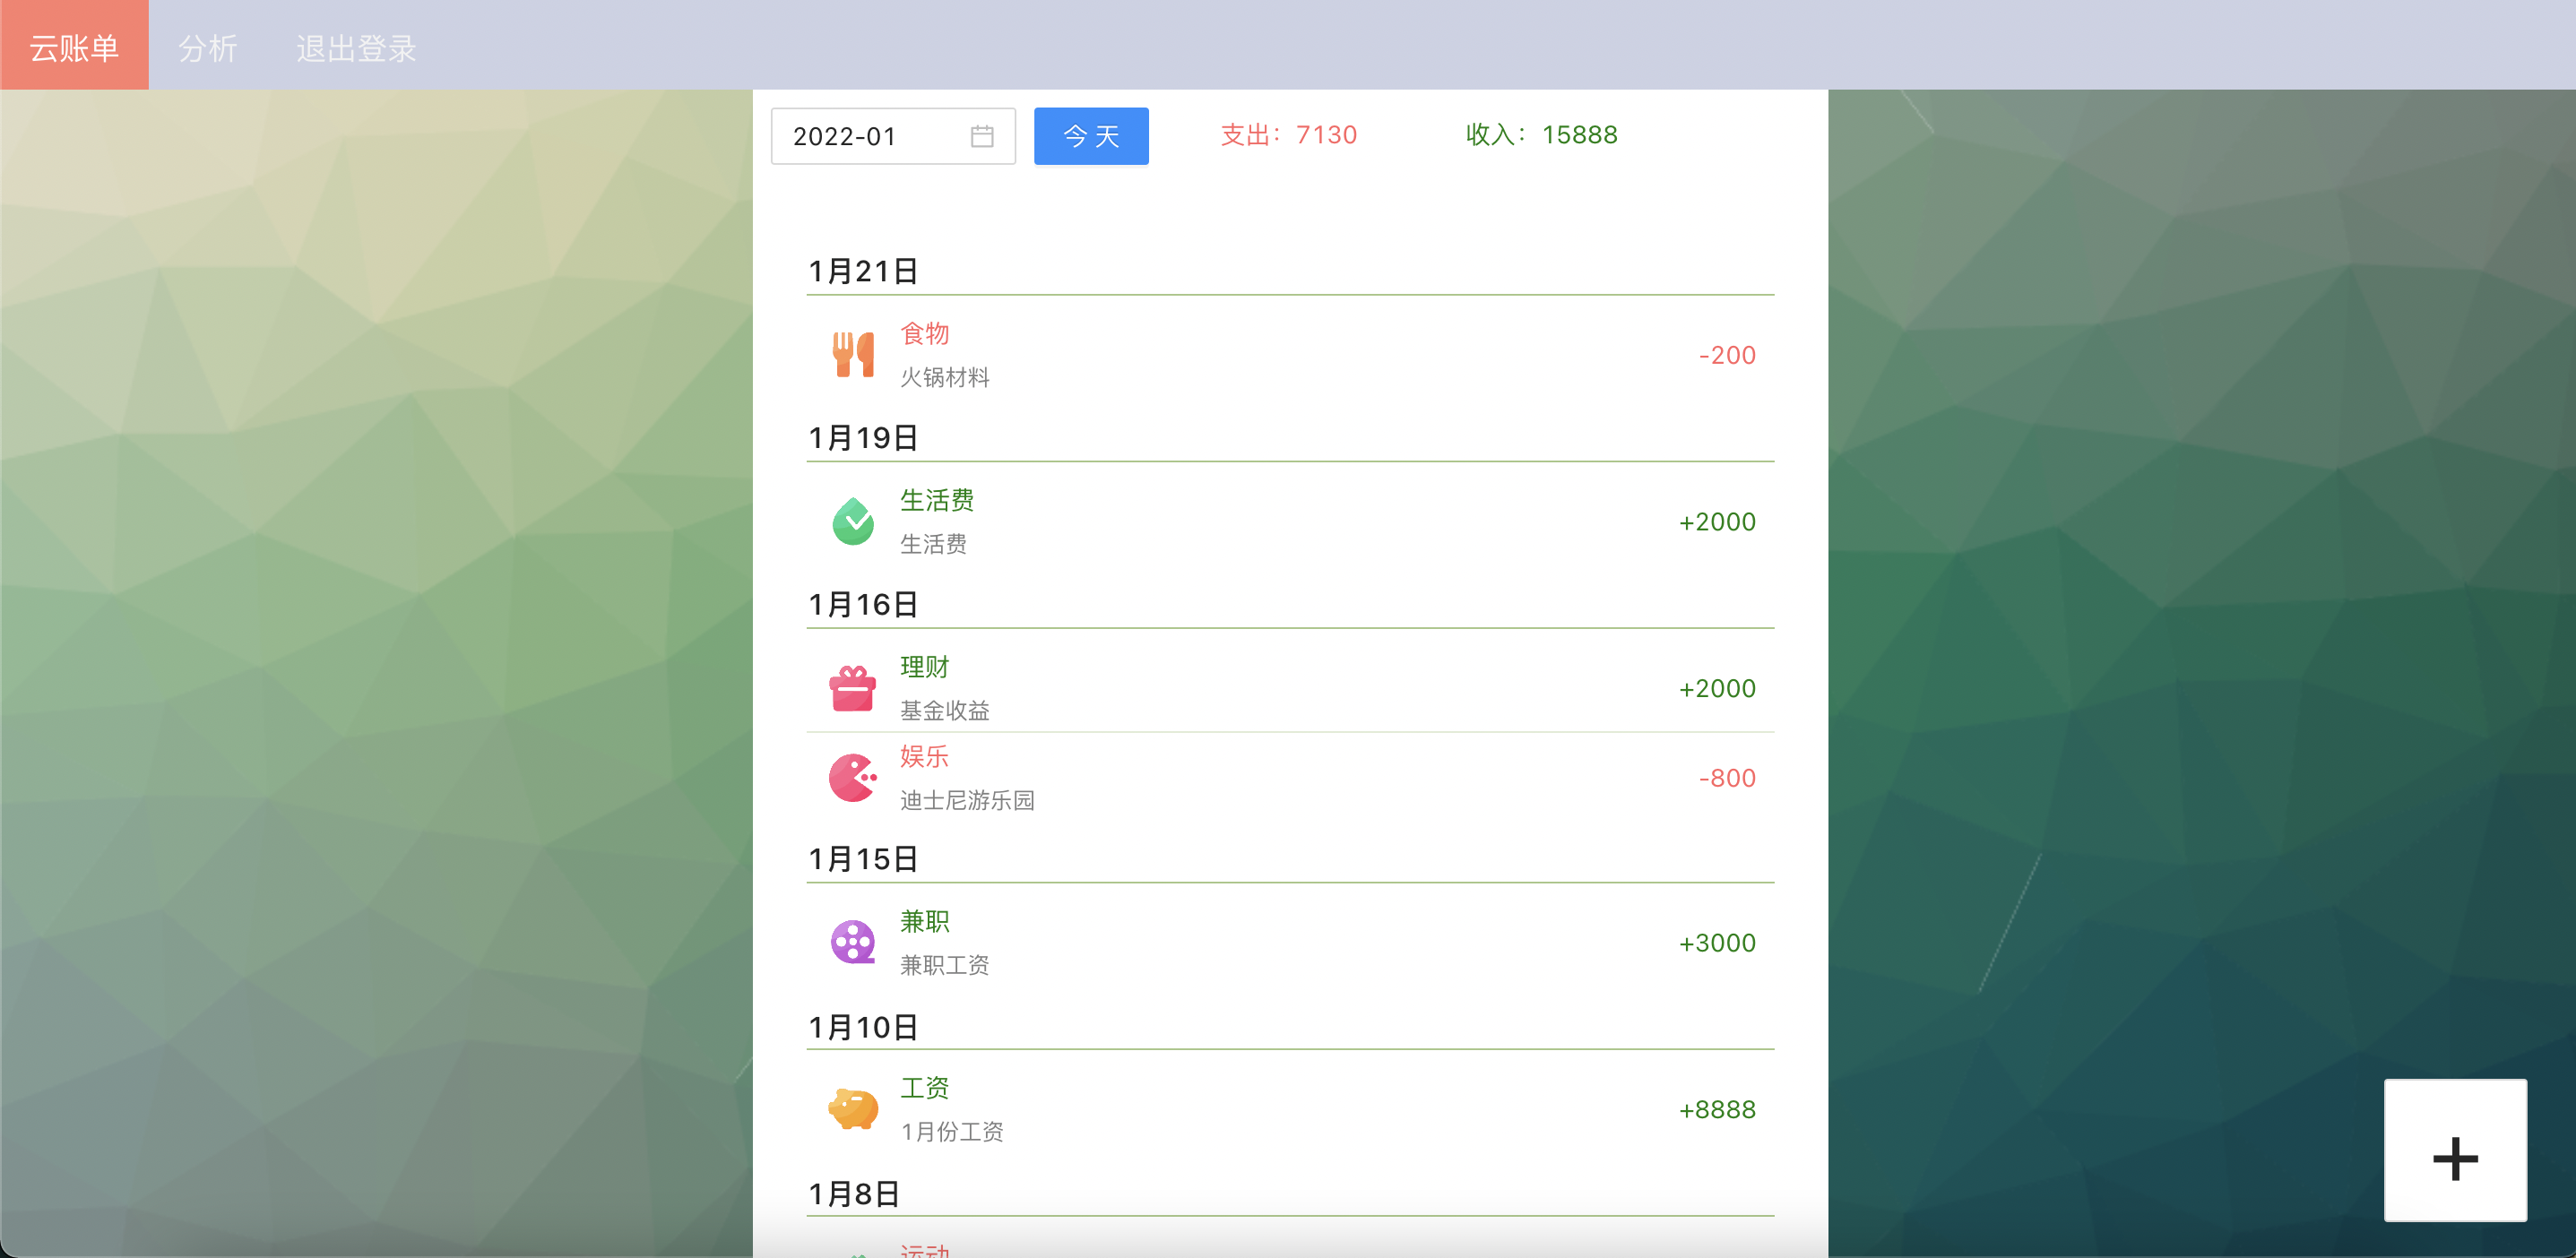 云账单 分析 退出登录
2022-01 今天 支出：7130 收入：15888
1月21日
食物
火锅材料
-200
1月19日
生活费
生活费
+2000
1月16日
理财
基金收益
+2000
娱乐
迪士尼游乐园
-800
1月15日
兼职
兼职工资
+3000
1月10日
工资
1月份工资
+8888
1月8日
运动